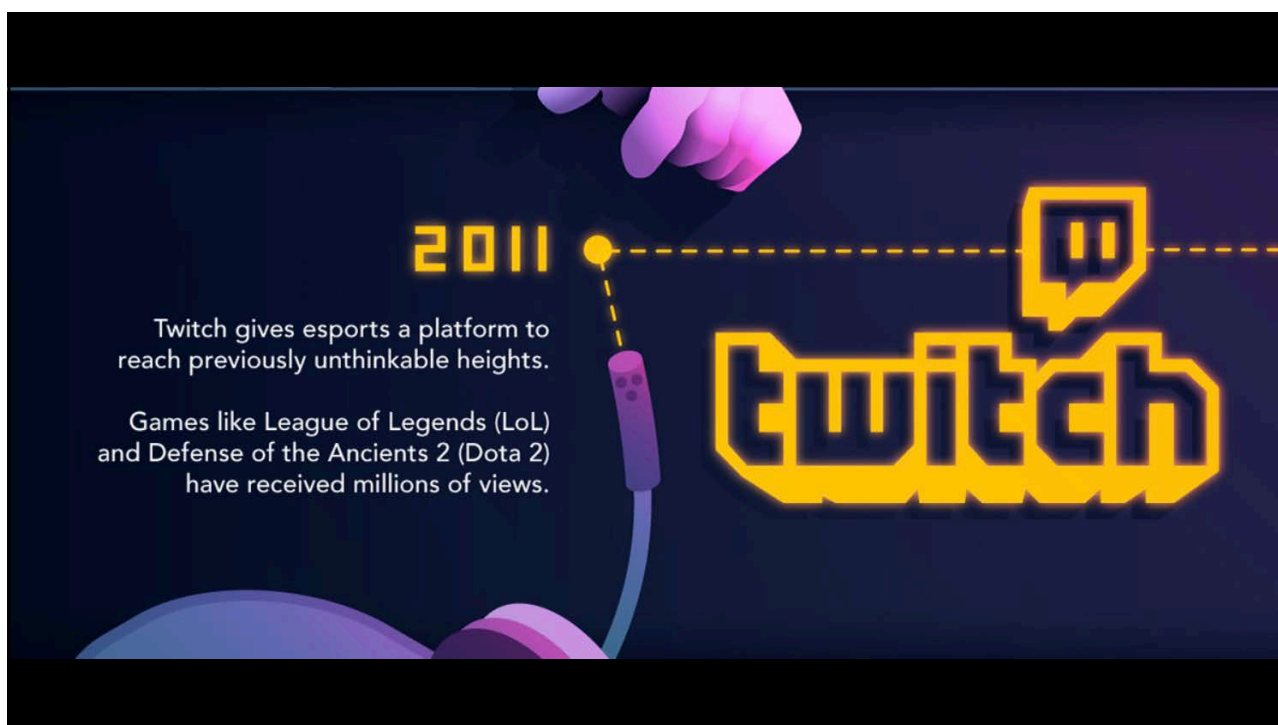 2011
Twitch gives esports a platform to
reach previously unthinkable heights.
Games like League of Legends (LoL)
and Defense of the Ancients 2 (Dota 2)
have received millions of views.
twitch